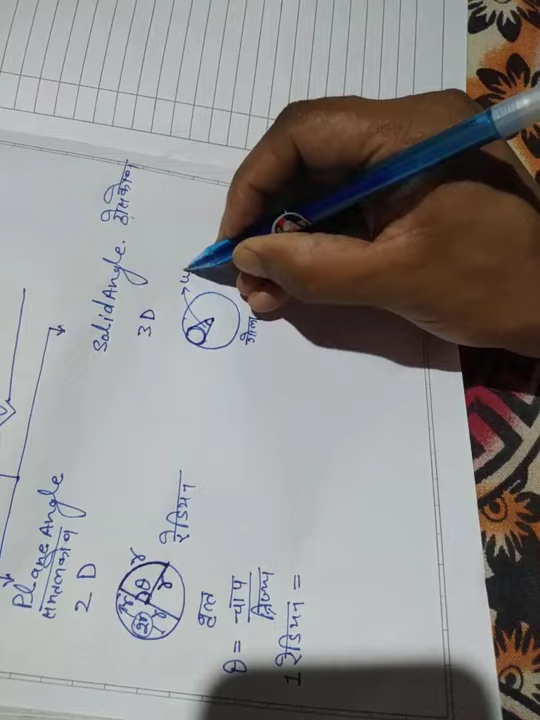 Plane Angle
समतल कोण
2 D
θ
r
r
रेडियन
वृत्त
θ = चाप
त्रिज्या
1 रेडियन =
Solid Angle. ठोस कोण
3 D
गोला